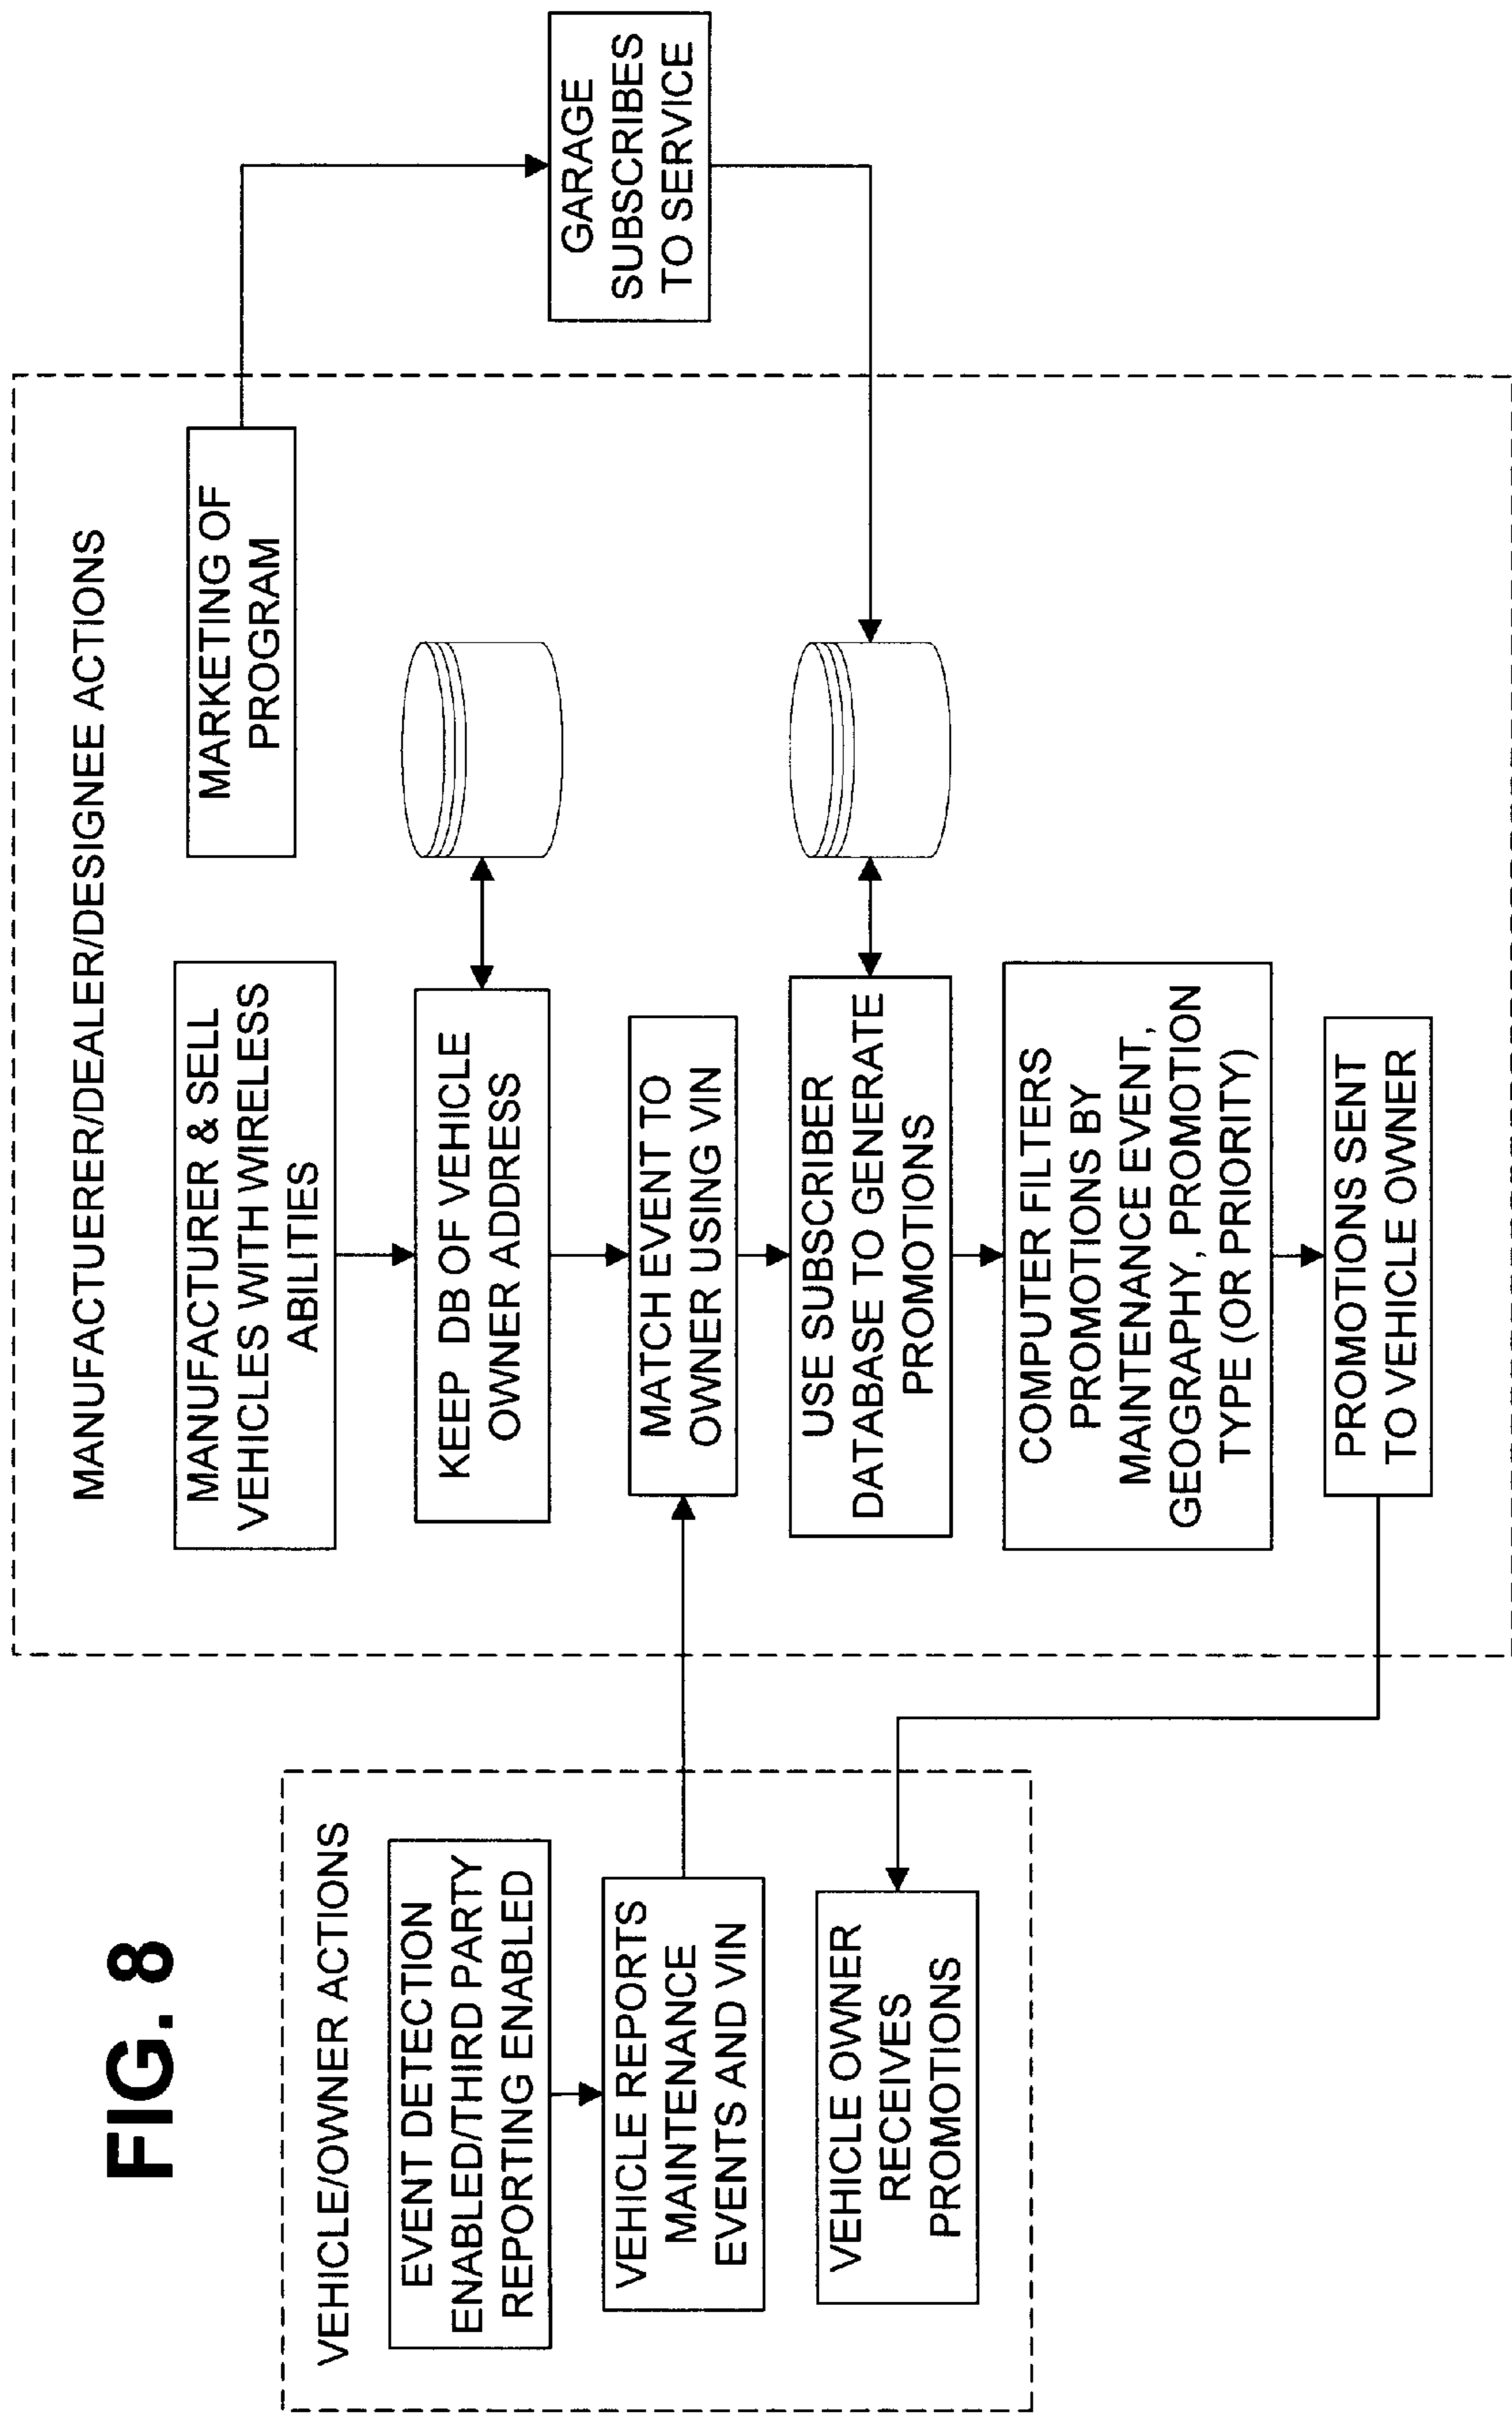 FIG. 8
VEHICLE/OWNER ACTIONS
EVENT DETECTION
ENABLED/THIRD PARTY
REPORTING ENABLED
VEHICLE REPORTS
MAINTENANCE
EVENTS AND VIN
VEHICLE OWNER
RECEIVES
PROMOTIONS
MANUFACTUERER/DEALER/DESIGNEE ACTIONS
MANUFACTURER & SELL
VEHICLES WITH WIRELESS
ABILITIES
KEEP DB OF VEHICLE
OWNER ADDRESS
MATCH EVENT TO
OWNER USING VIN
USE SUBSCRIBER
DATABASE TO GENERATE
PROMOTIONS
COMPUTER FILTERS
PROMOTIONS BY
MAINTENANCE EVENT,
GEOGRAPHY, PROMOTION
TYPE (OR PRIORITY)
PROMOTIONS SENT
TO VEHICLE OWNER
MARKETING OF
PROGRAM
GARAGE
SUBSCRIBES
TO SERVICE